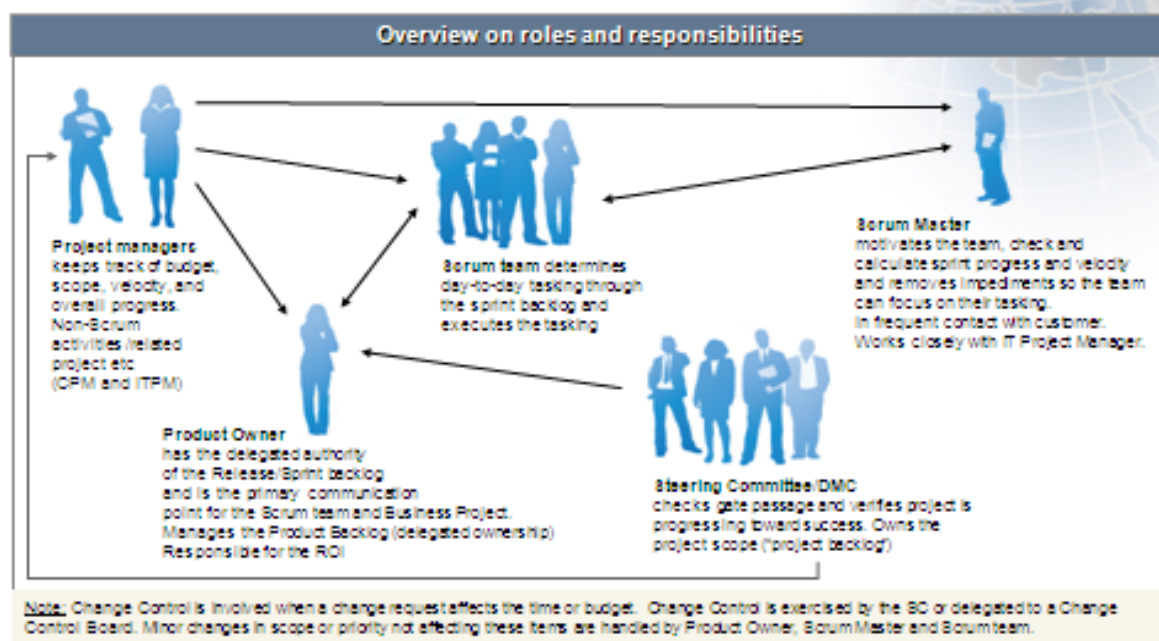 Overview on roles and responsibilities
Project managers
keeps track of budget,
scope, velocity, and
overall progress.
Non-Scrum
activities /related
project etc
(OPM and ITPM)
Scrum team determines
day-to-day tasking through
the sprint backlog and
executes the tasking
Scrum Master
motivates the team, check and
calculate sprint progress and velocity
and removes impediments so the team
can focus on their tasking.
In frequent contact with customer.
Works closely with IT Project Manager.
Product Owner
has the delegated authority
of the Release/Sprint backlog
and is the primary communication
point for the Scrum team and Business Project.
Manages the Product Backlog (delegated ownership)
Responsible for the ROI
Steering Committee/DMC
checks gate passage and verifies project is
progressing toward success. Owns the
project scope ("project backlog")
Note: Change Control is involved when a change request affects the time or budget. Change Control is exercised by the SC or delegated to a Change
Control Board. Minor changes in scope or priority not affecting these items are handled by Product Owner, Scrum Master and Scrum team.